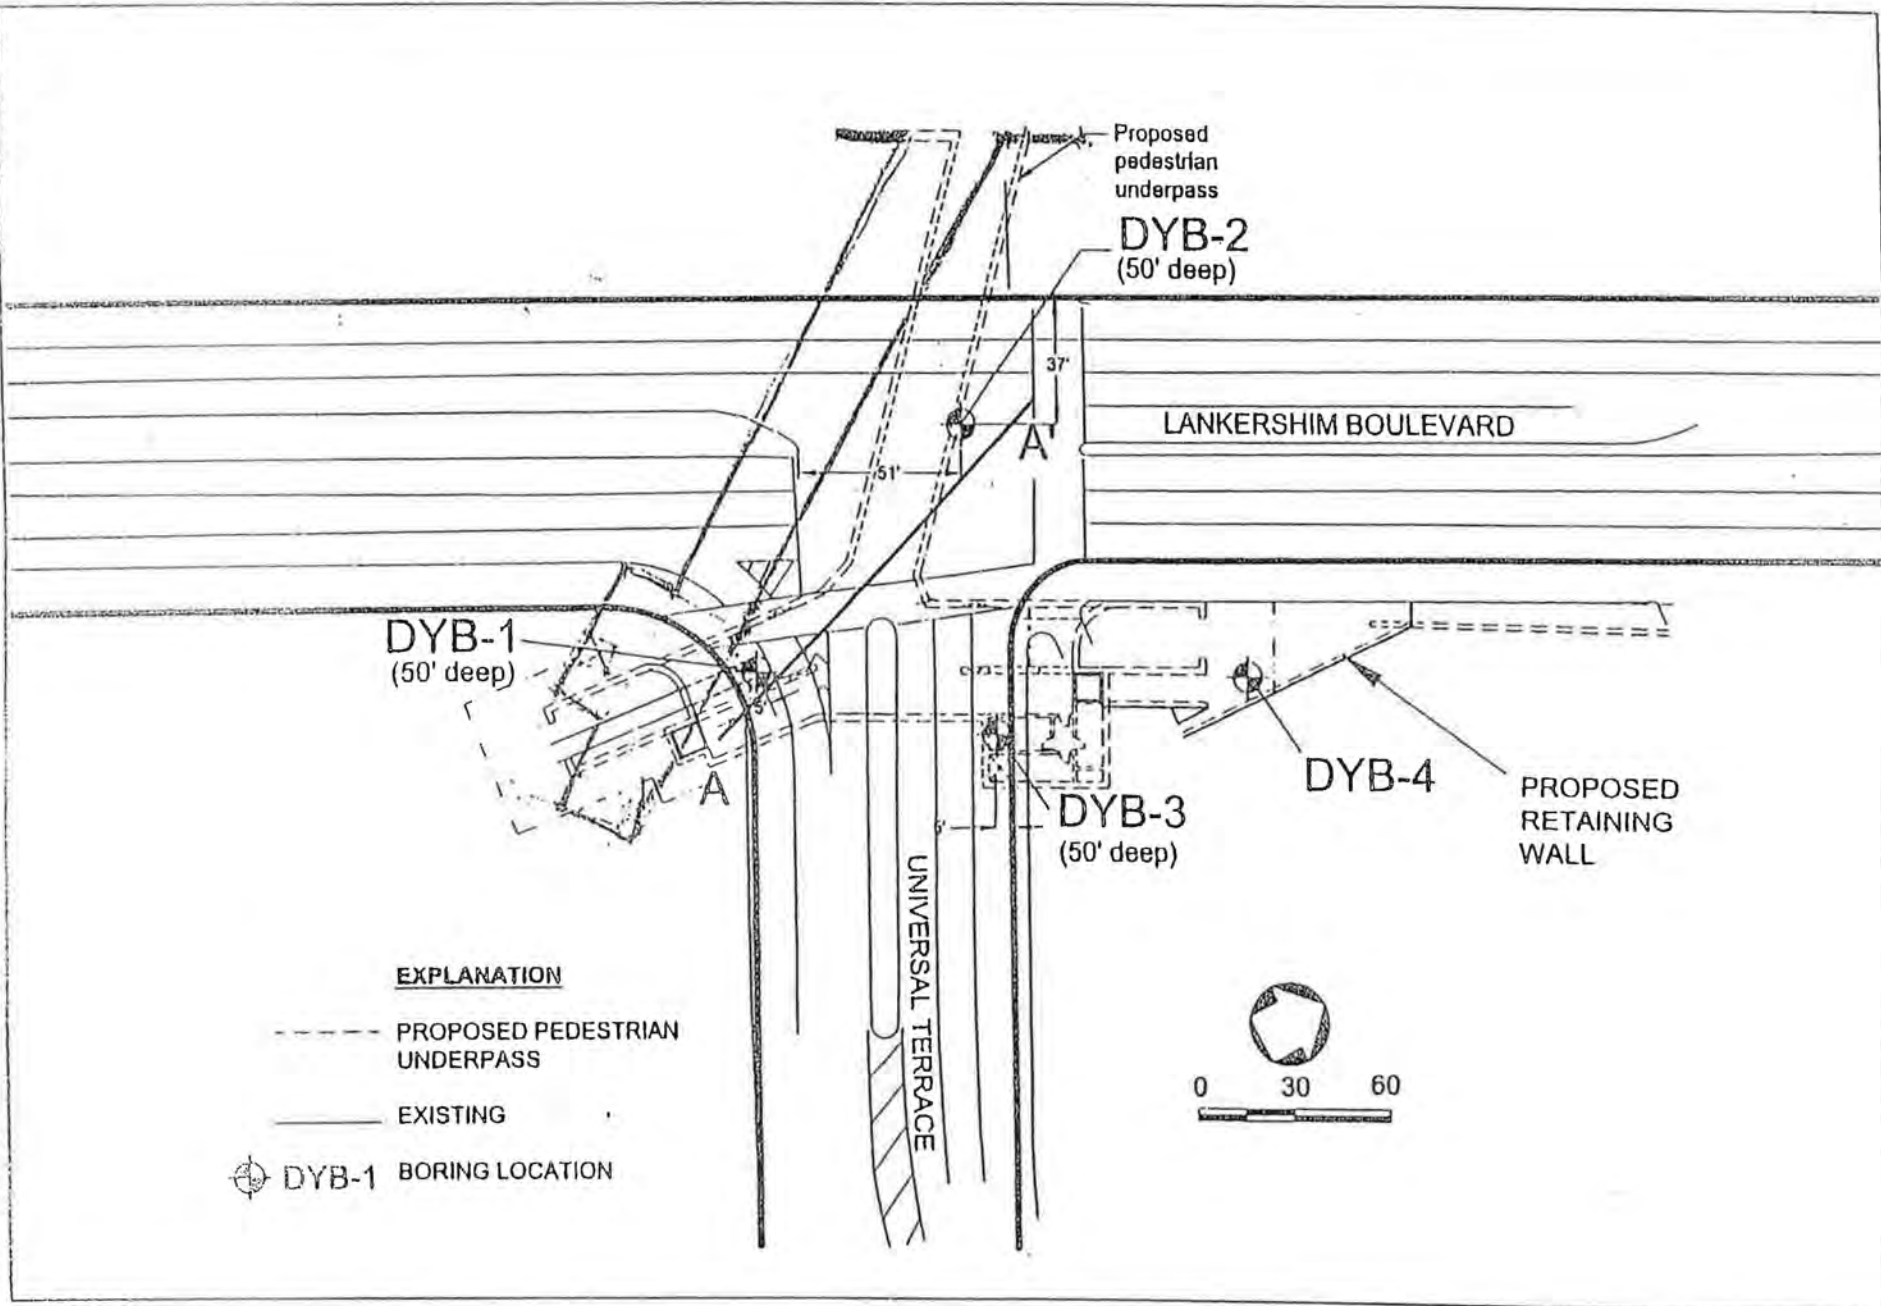 Proposed
pedestrian
underpass
DYB-2
(50' deep)
37'
LANKERSHIM BOULEVARD
A'
51'
DYB-1
(50' deep)
5'
A
DYB-4
PROPOSED
RETAINING
WALL
DYB-3
(50' deep)
UNIVERSAL TERRACE
EXPLANATION
PROPOSED PEDESTRIAN
UNDERPASS
EXISTING
DYB-1 BORING LOCATION
0 30 60